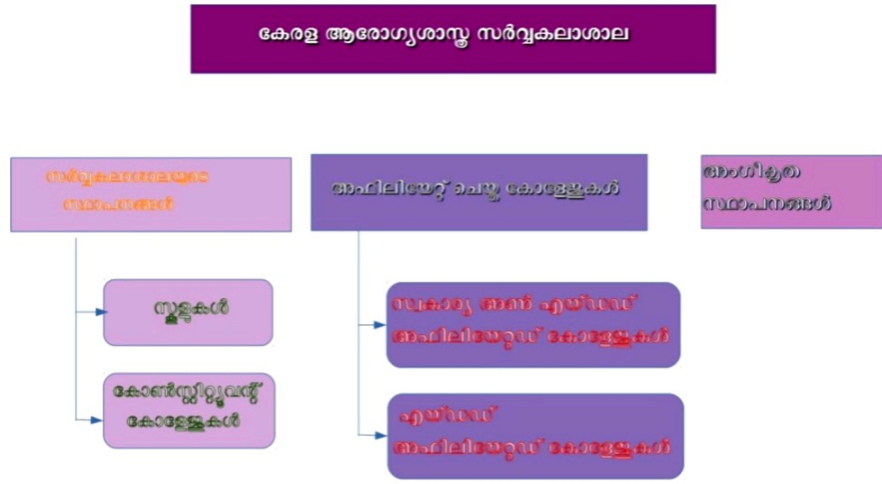 കേരള ആരോഗ്യശാസ്ത്ര സർവ്വകലാശാല
സർവ്വകലാശാലയുടെ
സ്ഥാപനങ്ങൾ
അഫിലിയേറ്റ് ചെയ്ത കോളേജുകൾ
അംഗീകൃത
സ്ഥാപനങ്ങൾ
സ്കൂളുകൾ
കോൺസ്റ്റിറ്റ്യൂവന്റ്
കോളേജുകൾ
സ്വകാര്യ അൺ എയ്ഡഡ്
അഫിലിയേറ്റഡ് കോളേജുകൾ
എയ്ഡഡ്
അഫിലിയേറ്റഡ് കോളേജുകൾ